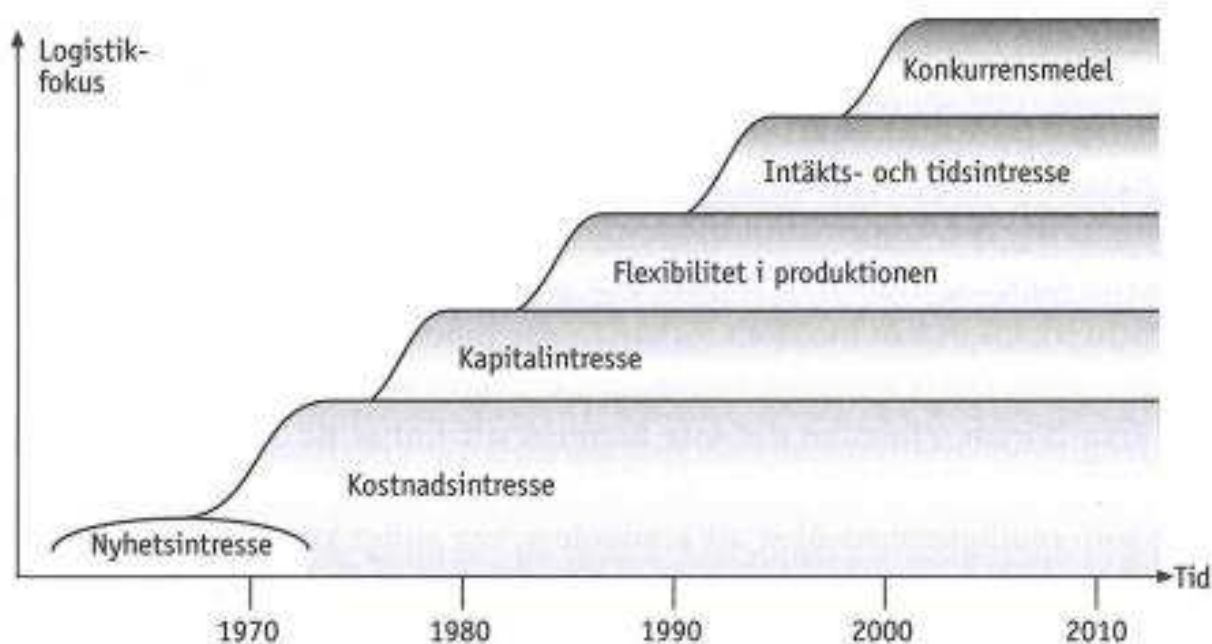 Logistik-
fokus
Konkurrensmedel
Intäkts- och tidsintresse
Flexibilitet i produktionen
Kapitalintresse
Kostnadsintresse
Nyhetsintresse
Tid
1970 1980 1990 2000 2010